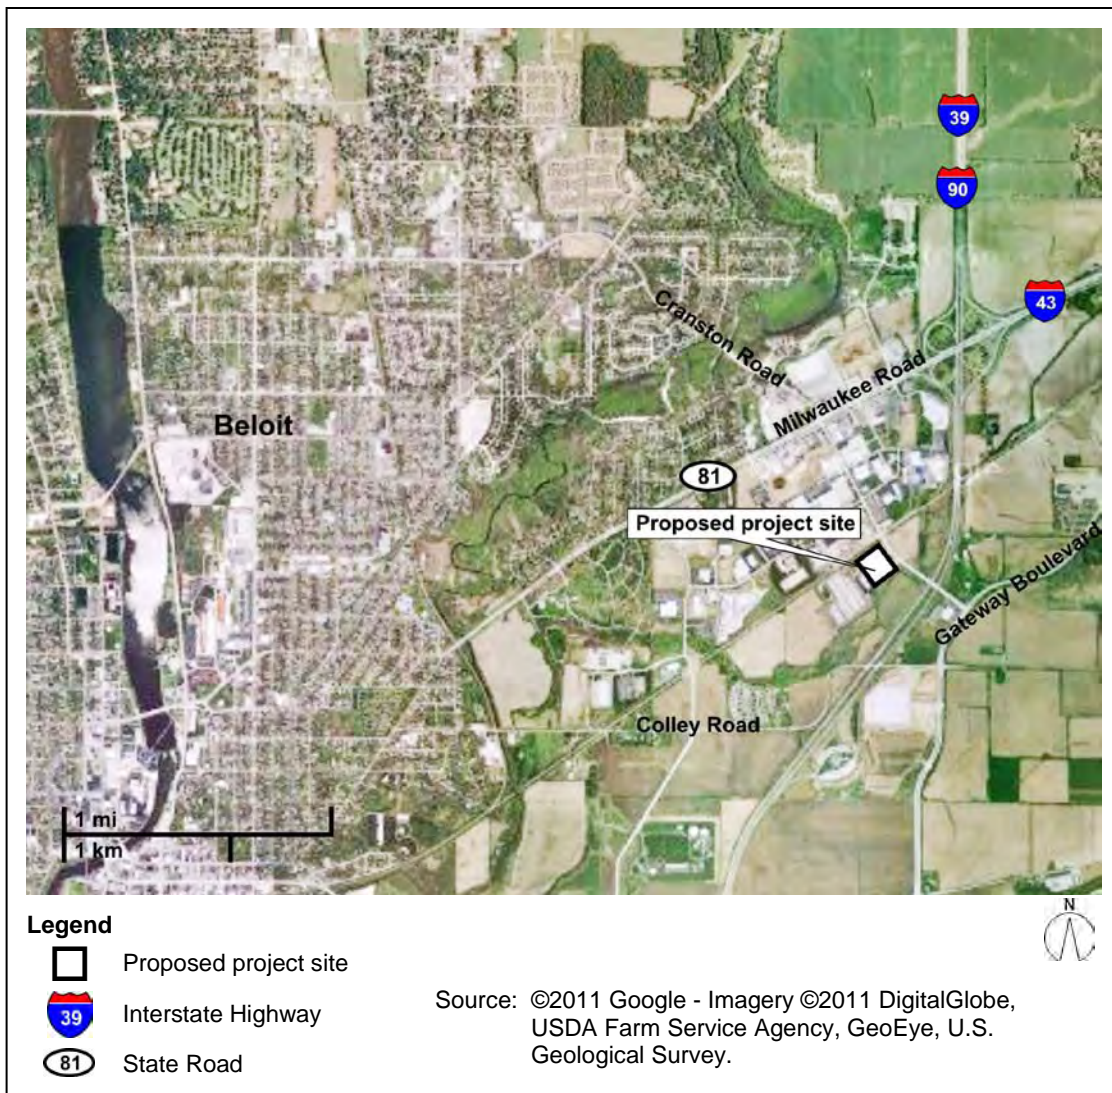 39
90
43
Cranston Road
Milwaukee Road
Beloit
81
Proposed project site
Gateway Boulevard
Colley Road
1 mi
1 km
N
Legend
Proposed project site
39
Interstate Highway
81
State Road
Source: ©2011 Google - Imagery ©2011 DigitalGlobe,
USDA Farm Service Agency, GeoEye, U.S.
Geological Survey.